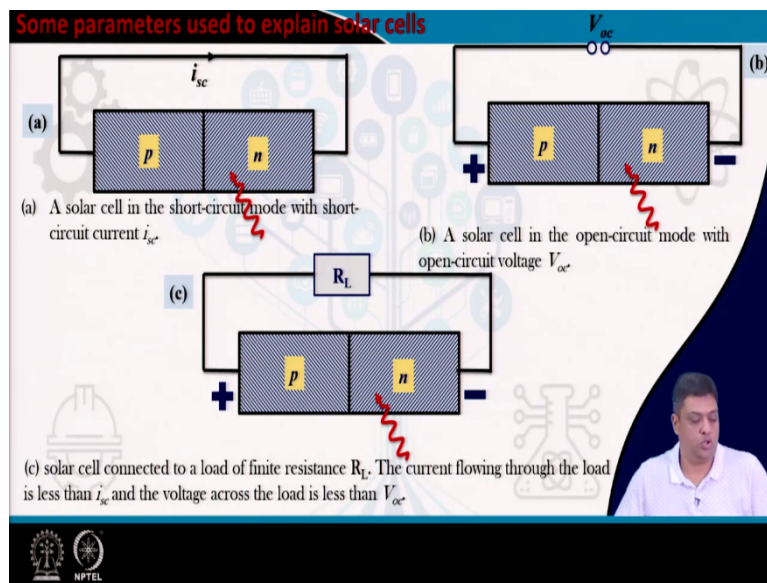 Some parameters used to explain solar cells
i_sc
(a)
p
n
(a) A solar cell in the short-circuit mode with short-
circuit current i_sc.
V_oc
(b)
p
n
+
−
(b) A solar cell in the open-circuit mode with
open-circuit voltage V_oc.
(c)
R_L
p
n
+
−
(c) solar cell connected to a load of finite resistance R_L. The current flowing through the load
is less than i_sc and the voltage across the load is less than V_oc.
NPTEL